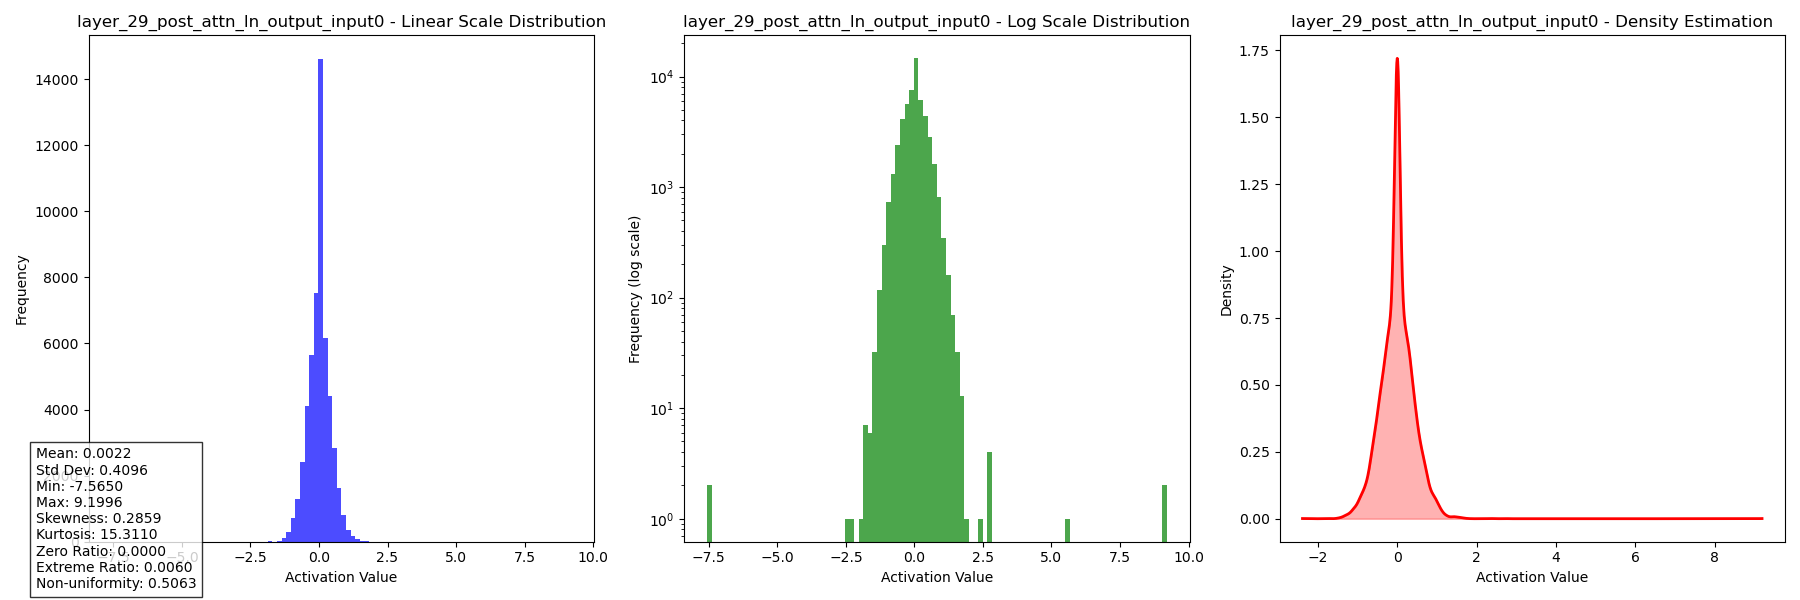 layer_29_post_attn_ln_output_input0 - Linear Scale Distribution
14000
12000
10000
8000
6000
4000
Frequency
−2.5
0.0
2.5
5.0
7.5
10.0
Activation Value
Mean: 0.0022
Std Dev: 0.4096
Min: -7.5650
Max: 9.1996
Skewness: 0.2859
Kurtosis: 15.3110
Zero Ratio: 0.0000
Extreme Ratio: 0.0060
Non-uniformity: 0.5063
layer_29_post_attn_ln_output_input0 - Log Scale Distribution
10⁴
10³
10²
10¹
10⁰
Frequency (log scale)
−7.5
−5.0
−2.5
0.0
2.5
5.0
7.5
10.0
Activation Value
layer_29_post_attn_ln_output_input0 - Density Estimation
1.75
1.50
1.25
1.00
0.75
0.50
0.25
0.00
Density
−2
0
2
4
6
8
Activation Value